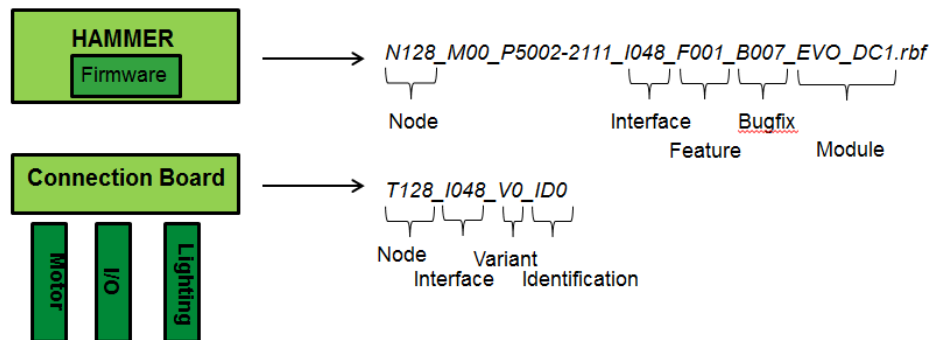 HAMMER
Firmware
N128_M00_P5002-2111_I048_F001_B007_EVO_DC1.rbf
Node
Interface
Bugfix
Feature
Module
Connection Board
T128_I048_V0_ID0
Node
Variant
Interface
Identification
Motor
I/O
Lighting